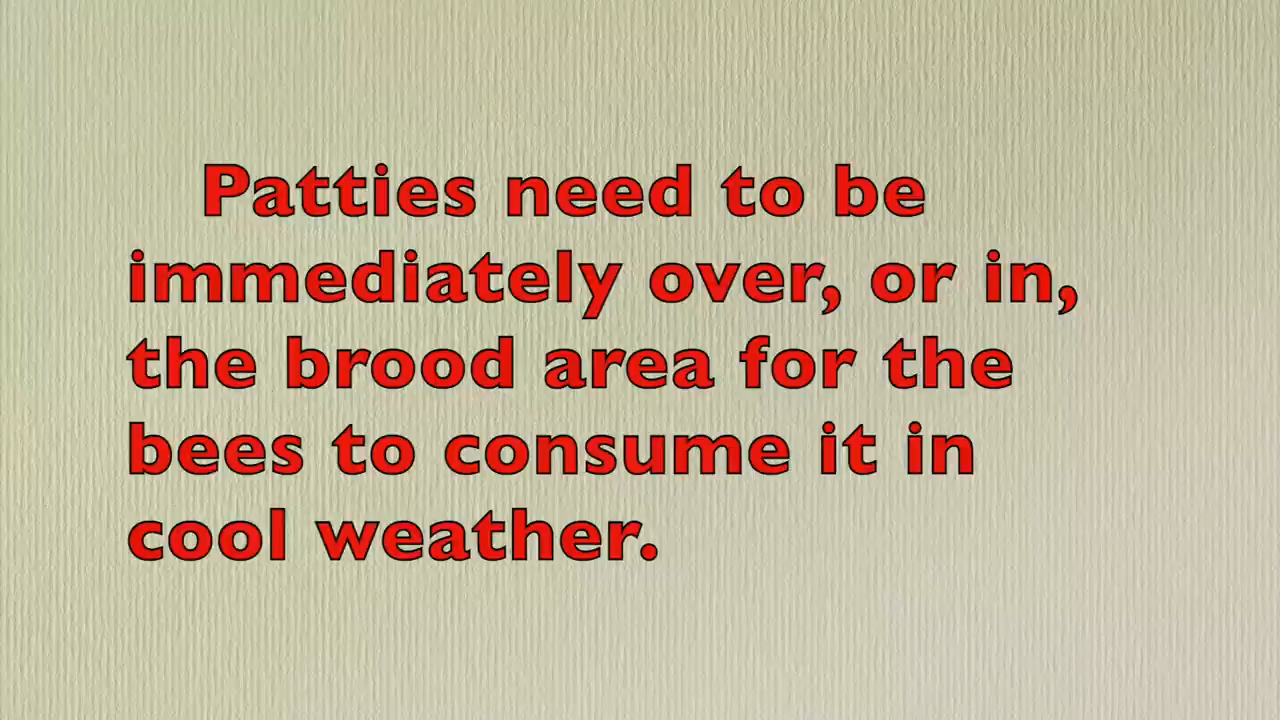 Patties need to be
immediately over, or in,
the brood area for the
bees to consume it in
cool weather.